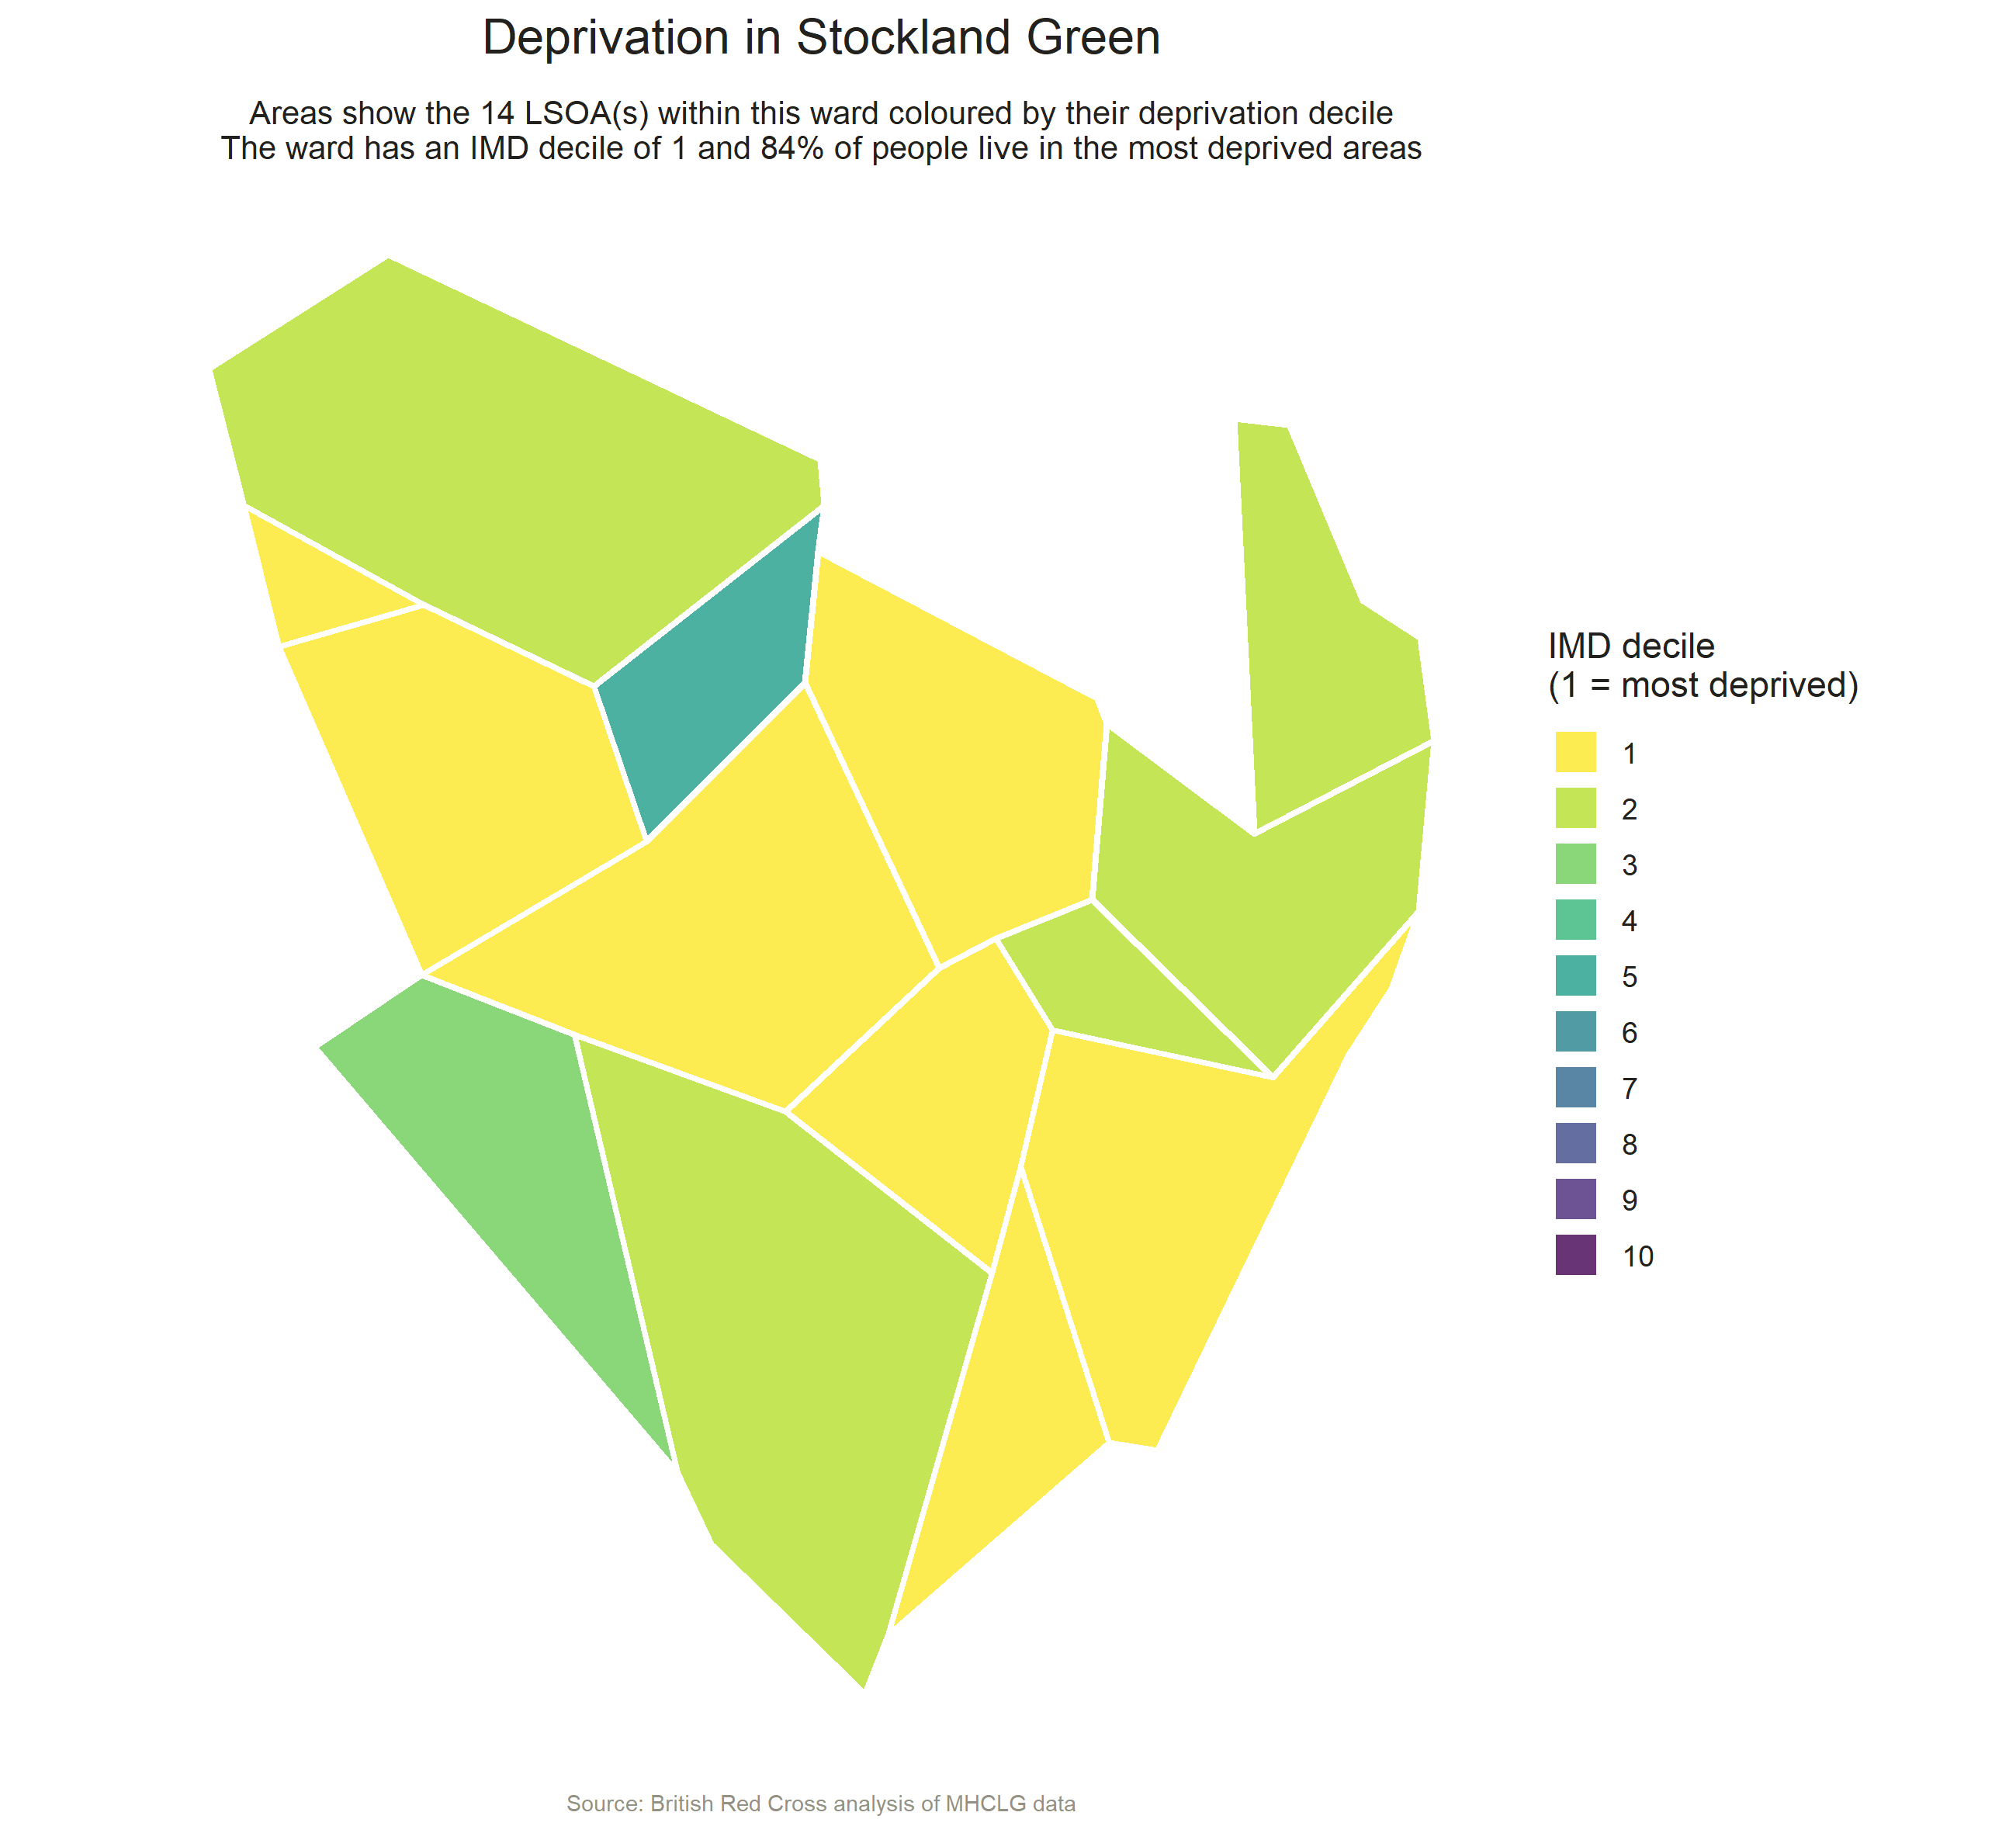 Deprivation in Stockland Green
Areas show the 14 LSOA(s) within this ward coloured by their deprivation decile
The ward has an IMD decile of 1 and 84% of people live in the most deprived areas
IMD decile
(1 = most deprived)
1
2
3
4
5
6
7
8
9
10
Source: British Red Cross analysis of MHCLG data